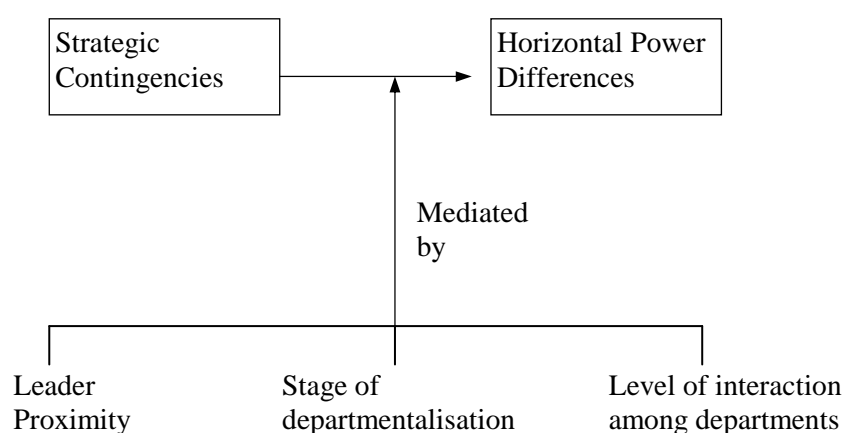 Strategic
Contingencies
Horizontal Power
Differences
Mediated
by
Leader
Proximity
Stage of
departmentalisation
Level of interaction
among departments